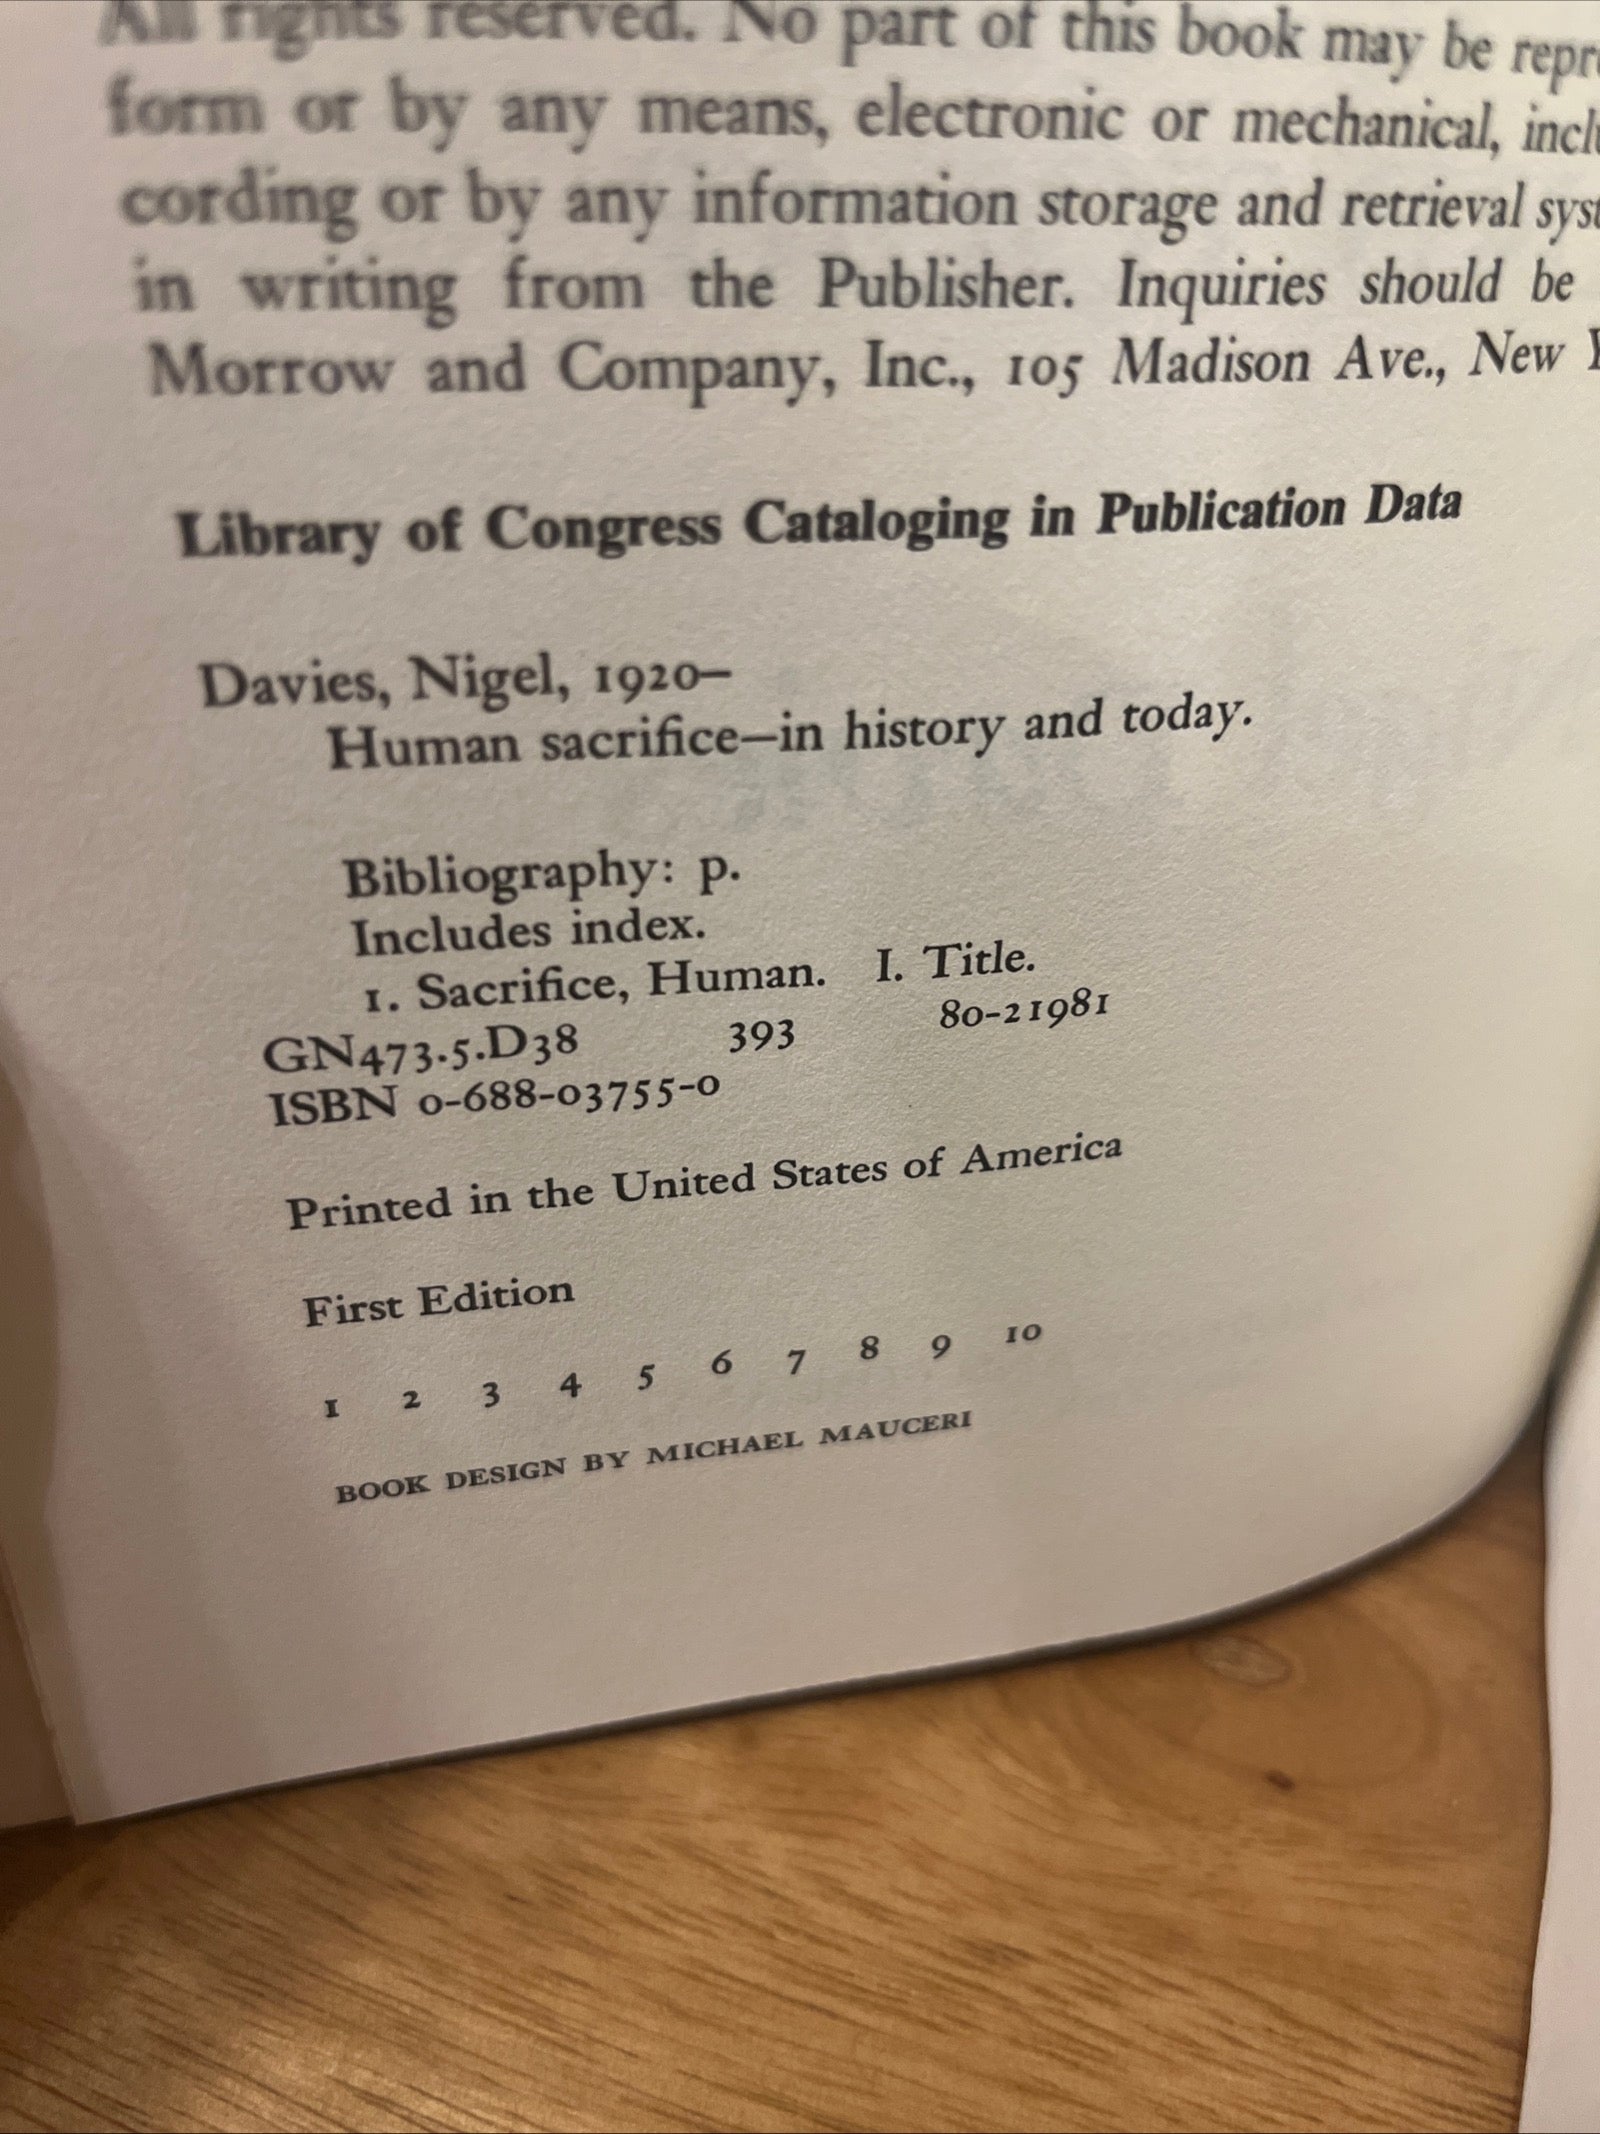 All rights reserved. No part of this book may be repr
form or by any means, electronic or mechanical, incl
cording or by any information storage and retrieval syst
in writing from the Publisher. Inquiries should be
Morrow and Company, Inc., 105 Madison Ave., New Y
Library of Congress Cataloging in Publication Data
Davies, Nigel, 1920–
Human sacrifice—in history and today.
Bibliography: p.
Includes index.
1. Sacrifice, Human. I. Title.
GN473.5.D38 393 80-21981
ISBN 0-688-03755-0
Printed in the United States of America
First Edition
1 2 3 4 5 6 7 8 9 10
BOOK DESIGN BY MICHAEL MAUCERI